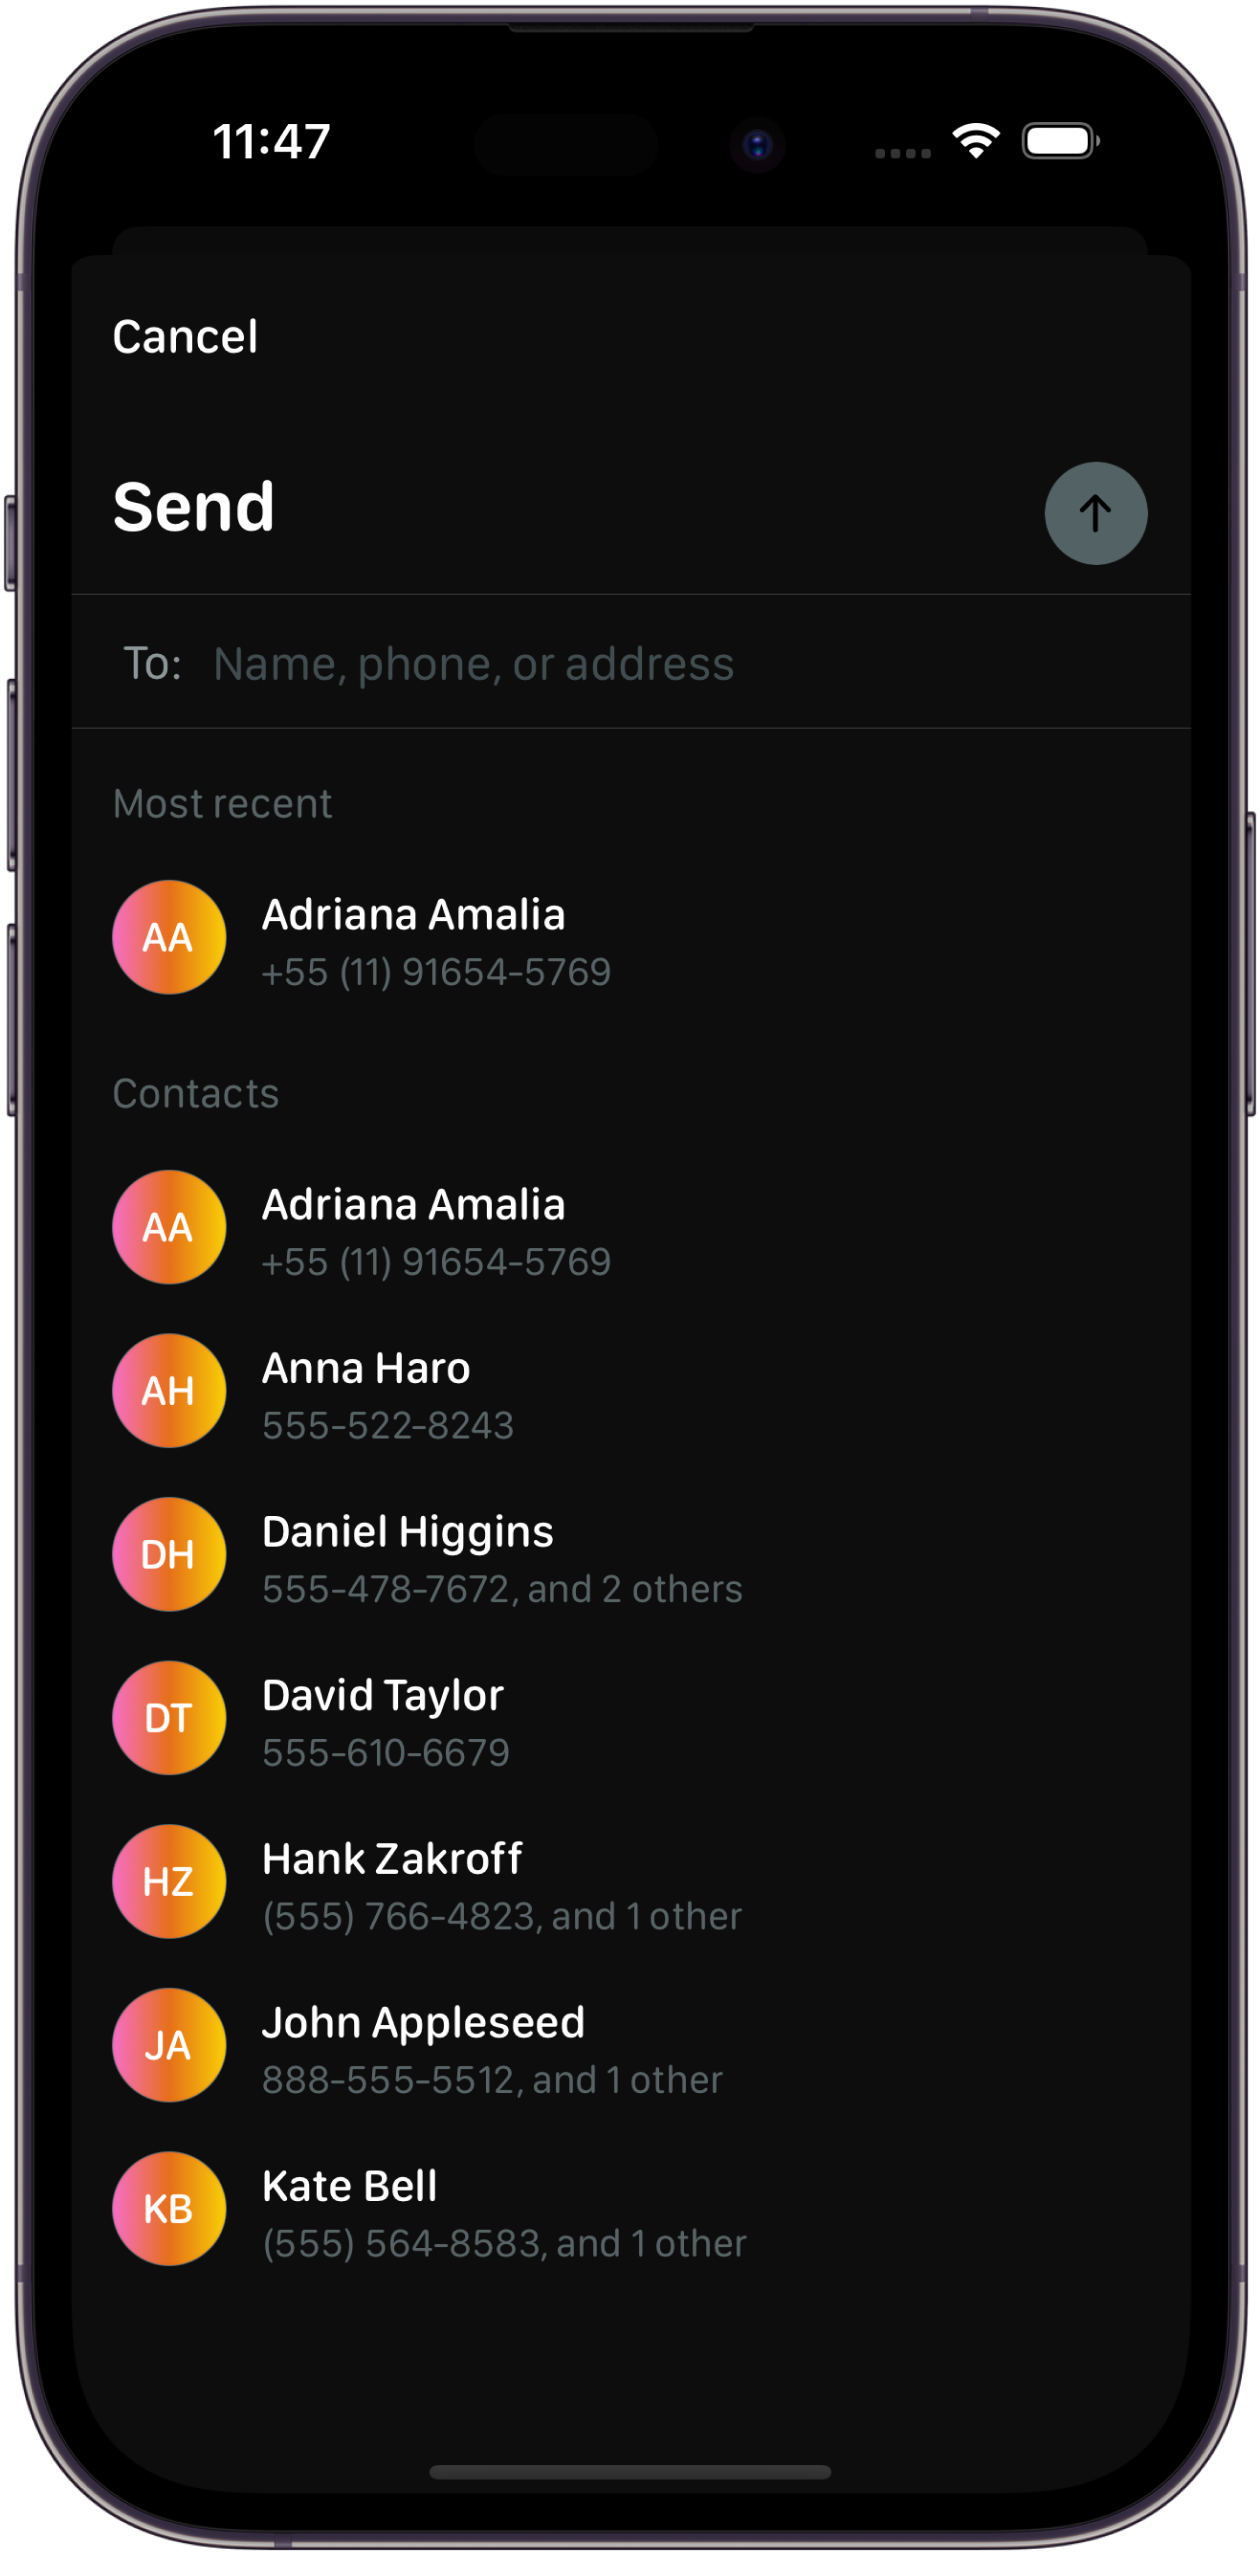 11:47
Cancel
Send
To: Name, phone, or address
Most recent
AA
Adriana Amalia
+55 (11) 91654-5769
Contacts
AA
Adriana Amalia
+55 (11) 91654-5769
AH
Anna Haro
555-522-8243
DH
Daniel Higgins
555-478-7672, and 2 others
DT
David Taylor
555-610-6679
HZ
Hank Zakroff
(555) 766-4823, and 1 other
JA
John Appleseed
888-555-5512, and 1 other
KB
Kate Bell
(555) 564-8583, and 1 other